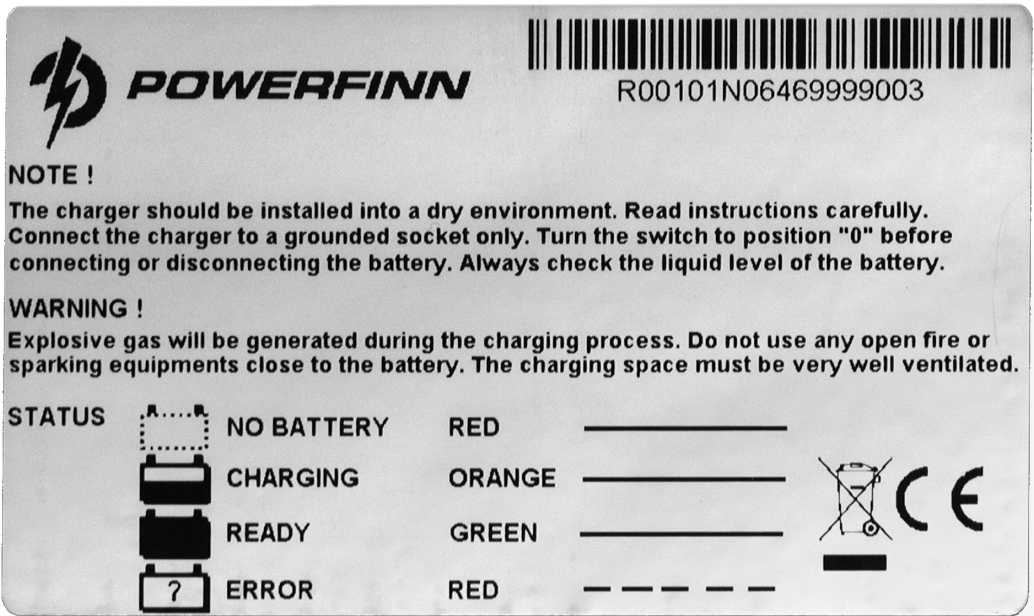 POWERFINN
R00101N06469999003
NOTE !
The charger should be installed into a dry environment. Read instructions carefully.
Connect the charger to a grounded socket only. Turn the switch to position "0" before
connecting or disconnecting the battery. Always check the liquid level of the battery.
WARNING !
Explosive gas will be generated during the charging process. Do not use any open fire or
sparking equipments close to the battery. The charging space must be very well ventilated.
STATUS
NO BATTERY RED
CHARGING ORANGE
READY GREEN
? ERROR RED
CE